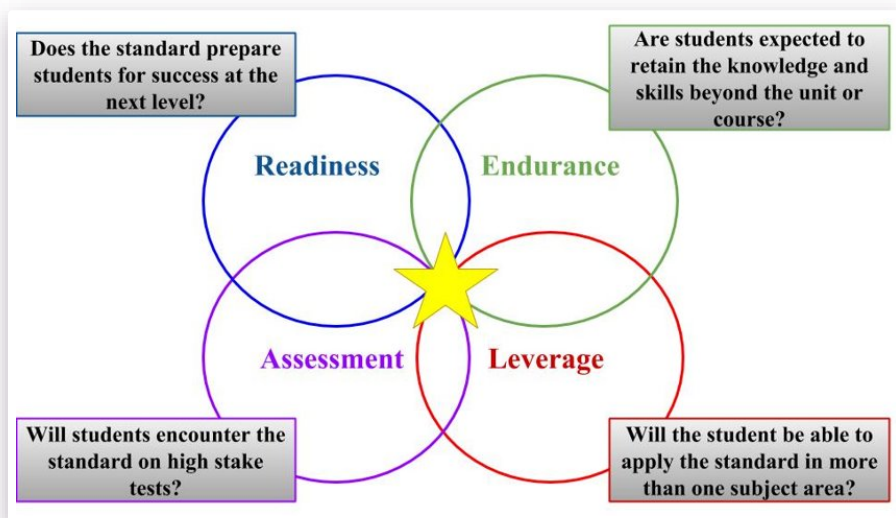 Does the standard prepare
students for success at the
next level?
Are students expected to
retain the knowledge and
skills beyond the unit or
course?
Readiness
Endurance
Assessment
Leverage
Will students encounter the
standard on high stake
tests?
Will the student be able to
apply the standard in more
than one subject area?